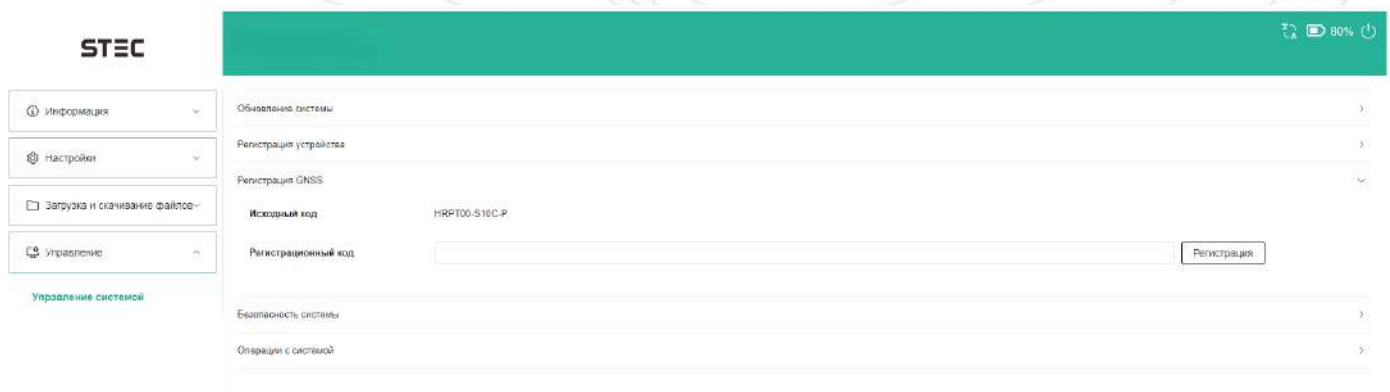 STEC
80%
Информация
Настройки
Загрузка и скачивание файлов
Управление
Управление системой
Обновление системы
Регистрация устройства
Регистрация GNSS
Исходный код HRPT00-S10C-P
Регистрационный код Регистрация
Безопасность системы
Операции с системой